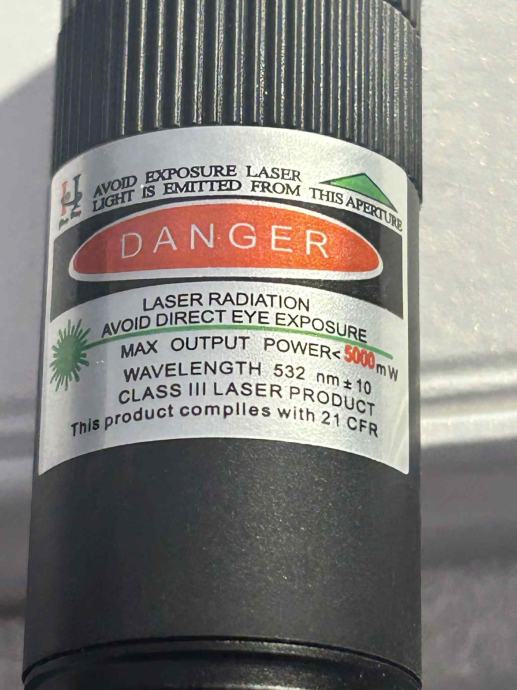 AVOID EXPOSURE LASER
LIGHT IS EMITTED FROM THIS APERTURE
DANGER
LASER RADIATION
AVOID DIRECT EYE EXPOSURE
MAX OUTPUT POWER<5000mW
WAVELENGTH 532 nm±10
CLASS III LASER PRODUCT
This product complies with 21 CFR